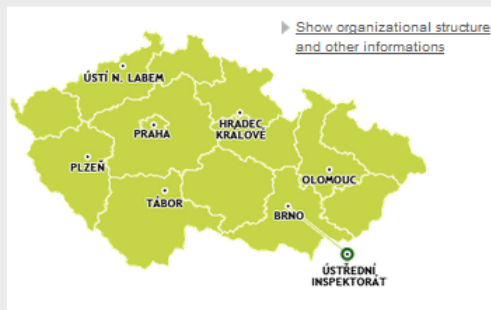 Show organizational structure
and other informations
ÚSTÍ N. LABEM
PRAHA
HRADEC
KRÁLOVÉ
PLZEŇ
OLOMOUC
TÁBOR
BRNO
ÚSTŘEDNÍ
INSPEKTORÁT